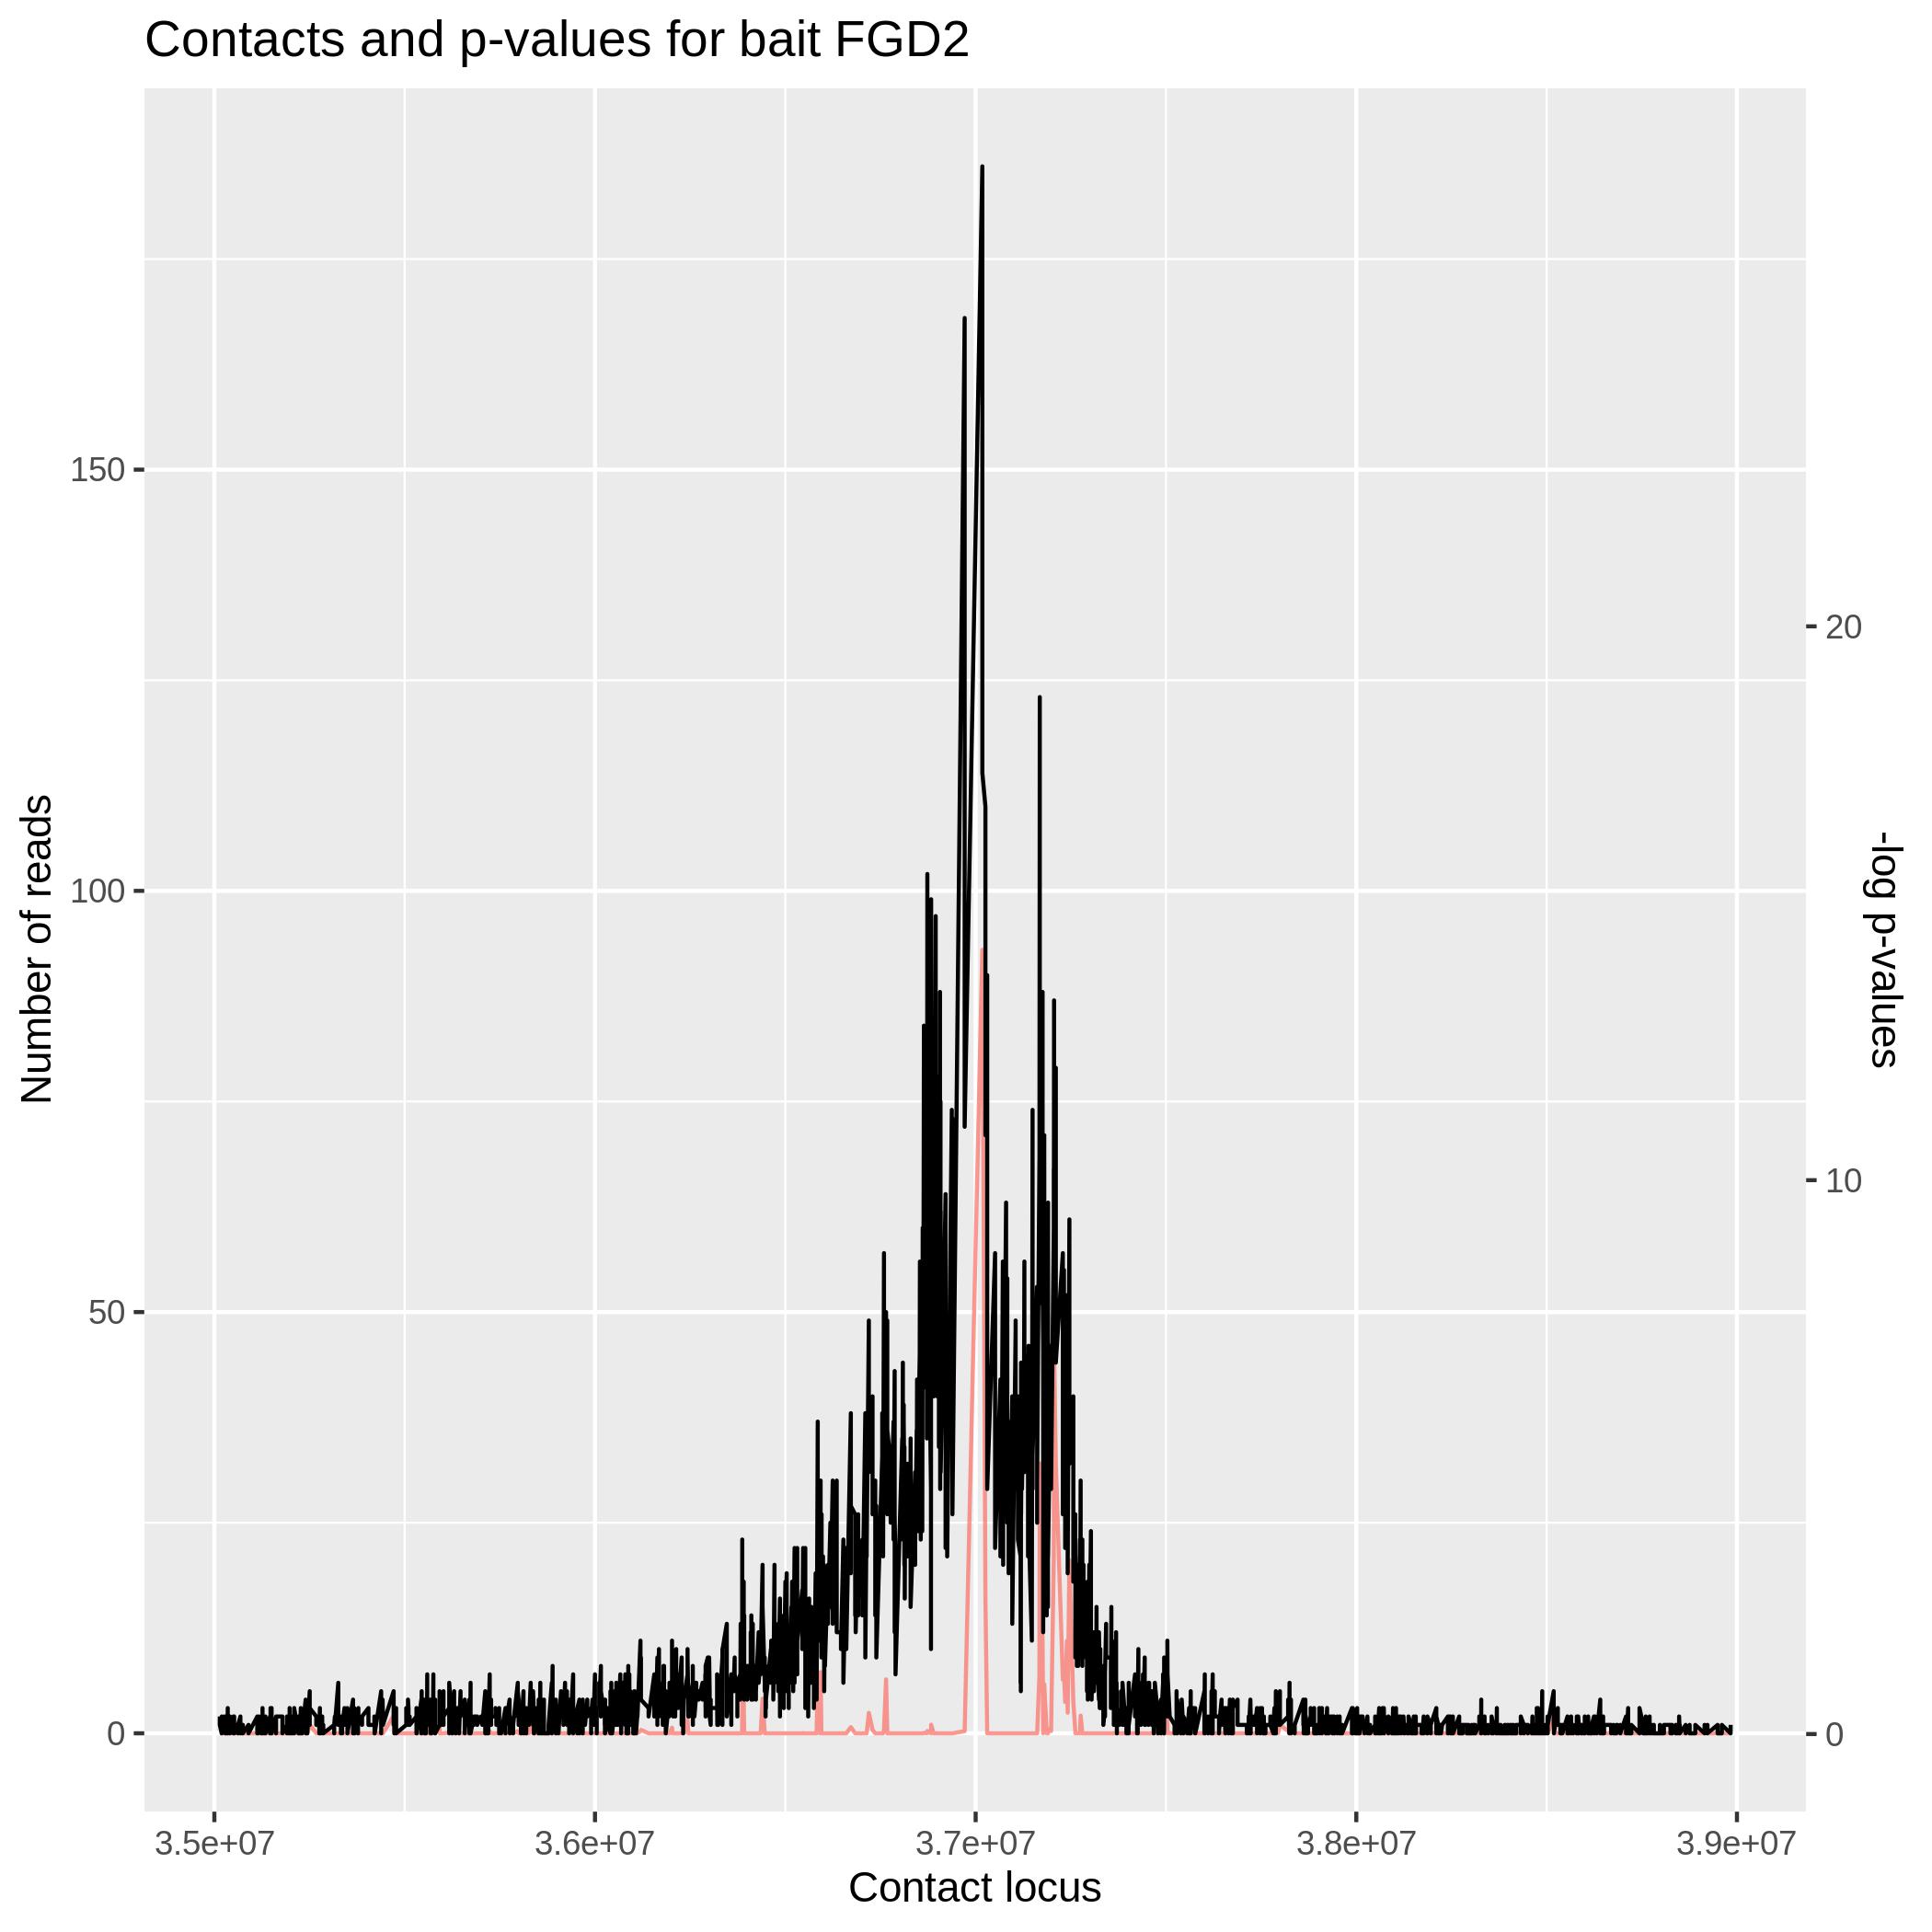 Contacts and p-values for bait FGD2
150
100
50
0
Number of reads
20
10
0
-log p-values
3.5e+07
3.6e+07
3.7e+07
3.8e+07
3.9e+07
Contact locus